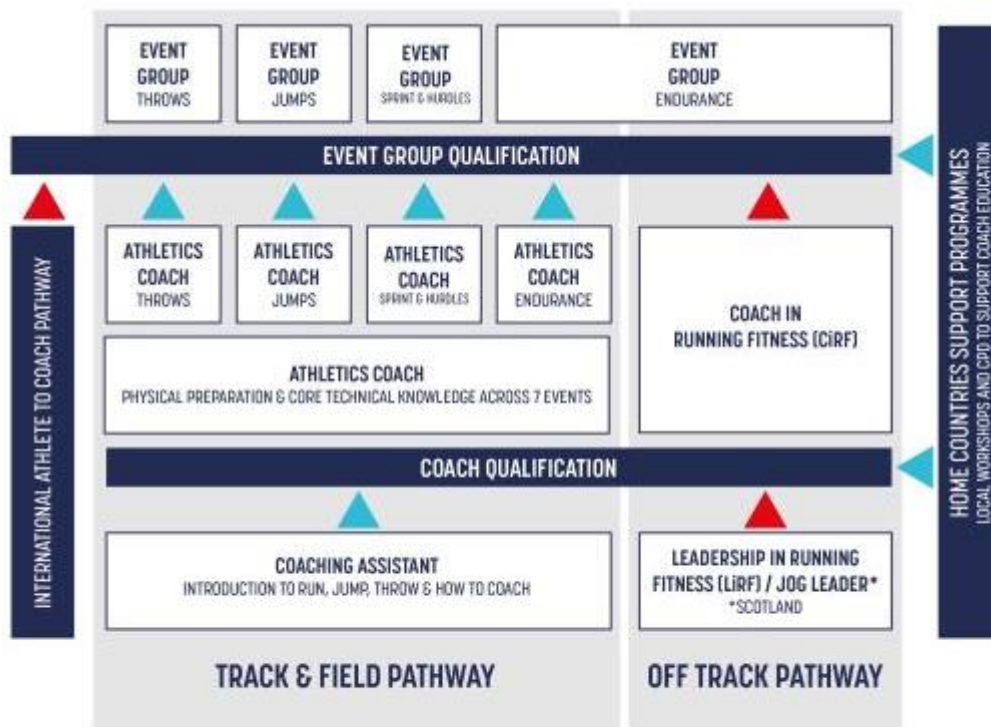 EVENT
GROUP
THROWS
EVENT
GROUP
JUMPS
EVENT
GROUP
SPRINT & HURDLES
EVENT
GROUP
ENDURANCE
EVENT GROUP QUALIFICATION
ATHLETICS
COACH
THROWS
ATHLETICS
COACH
JUMPS
ATHLETICS
COACH
SPRINT & HURDLES
ATHLETICS
COACH
ENDURANCE
COACH IN
RUNNING FITNESS (CiRF)
ATHLETICS COACH
PHYSICAL PREPARATION & CORE TECHNICAL KNOWLEDGE ACROSS 7 EVENTS
COACH QUALIFICATION
COACHING ASSISTANT
INTRODUCTION TO RUN, JUMP, THROW & HOW TO COACH
LEADERSHIP IN RUNNING
FITNESS (LiRF) / JOG LEADER*
*SCOTLAND
TRACK & FIELD PATHWAY
OFF TRACK PATHWAY
INTERNATIONAL ATHLETE TO COACH PATHWAY
HOME COUNTRIES SUPPORT PROGRAMMES
LOCAL WORKSHOPS AND CPD TO SUPPORT COACH EDUCATION